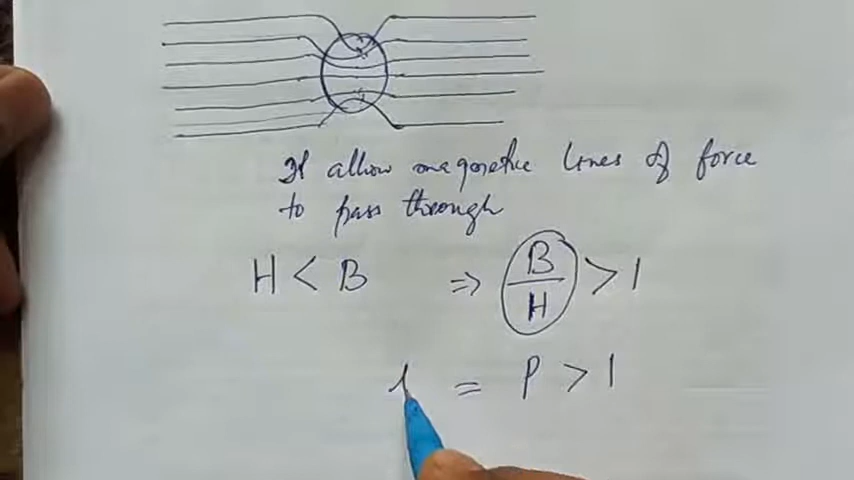 It allow magnetic lines of force
to pass through
H < B ⇒ B/H > 1
= P > 1